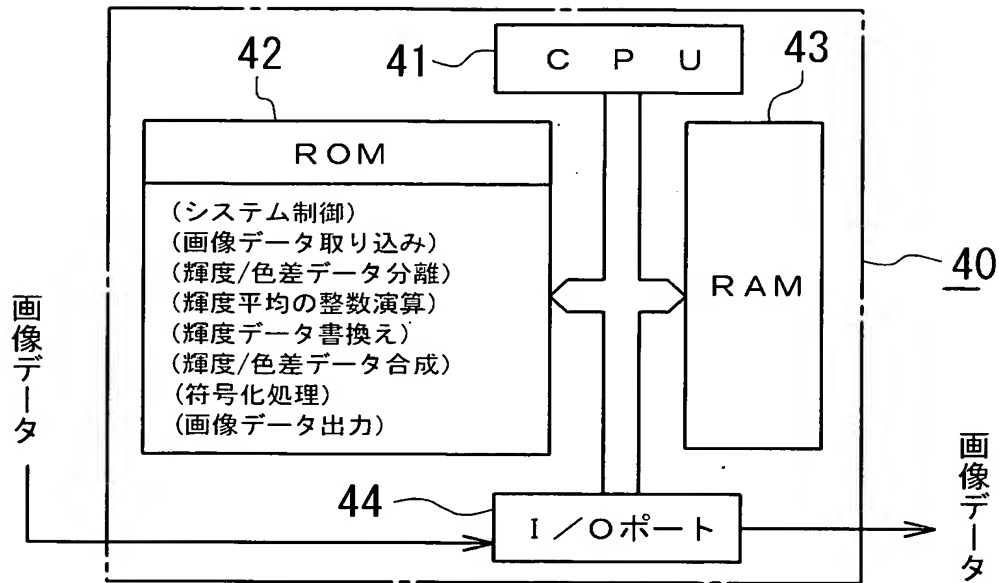 41
CPU
42
43
ROM
(システム制御)
(画像データ取り込み)
(輝度/色差データ分離)
(輝度平均の整数演算)
(輝度データ書換え)
(輝度/色差データ合成)
(符号化処理)
(画像データ出力)
RAM
40
画像データ
44
I/Oポート
画像データ